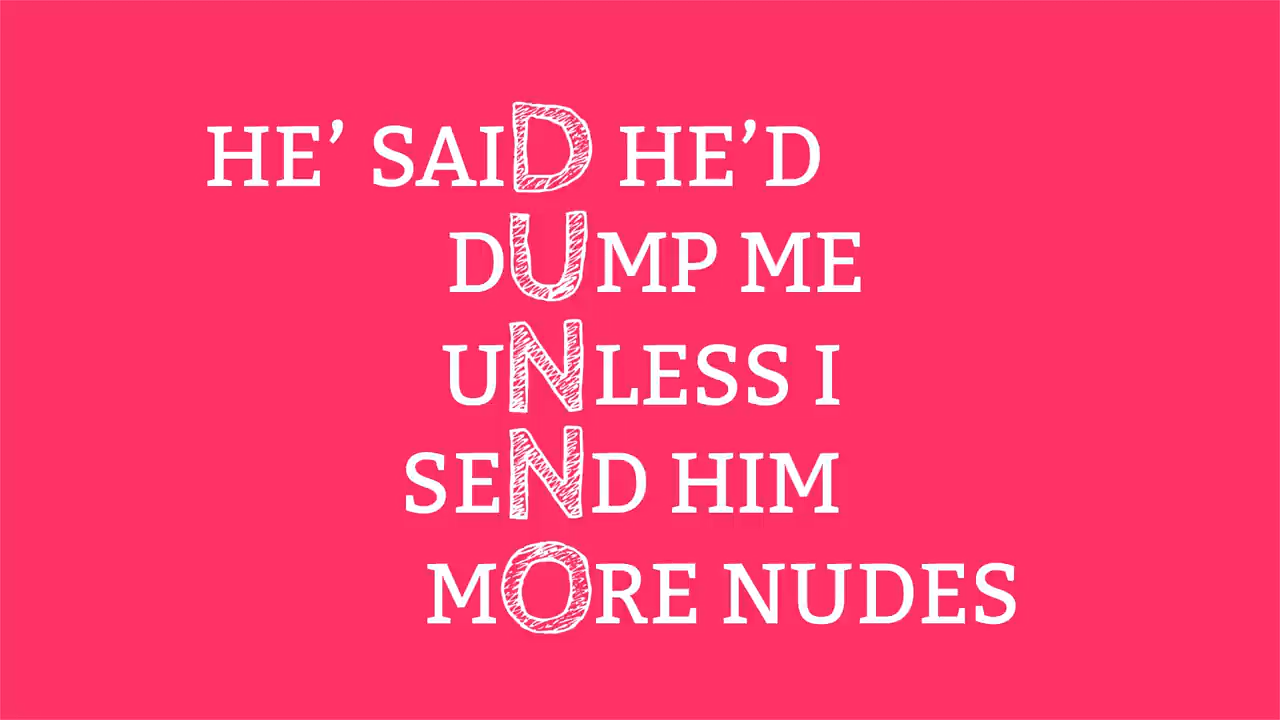 HE’ SAID HE’D
DUMP ME
UNLESS I
SEND HIM
MORE NUDES